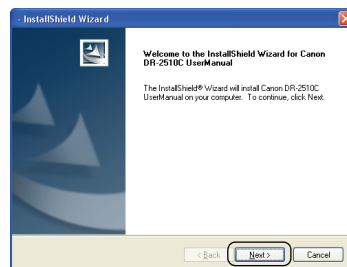 - InstallShield Wizard
Welcome to the InstallShield Wizard for Canon
DR-2510C UserManual
The InstallShield® Wizard will install Canon DR-2510C
UserManual on your computer. To continue, click Next.
< Back
Next >
Cancel